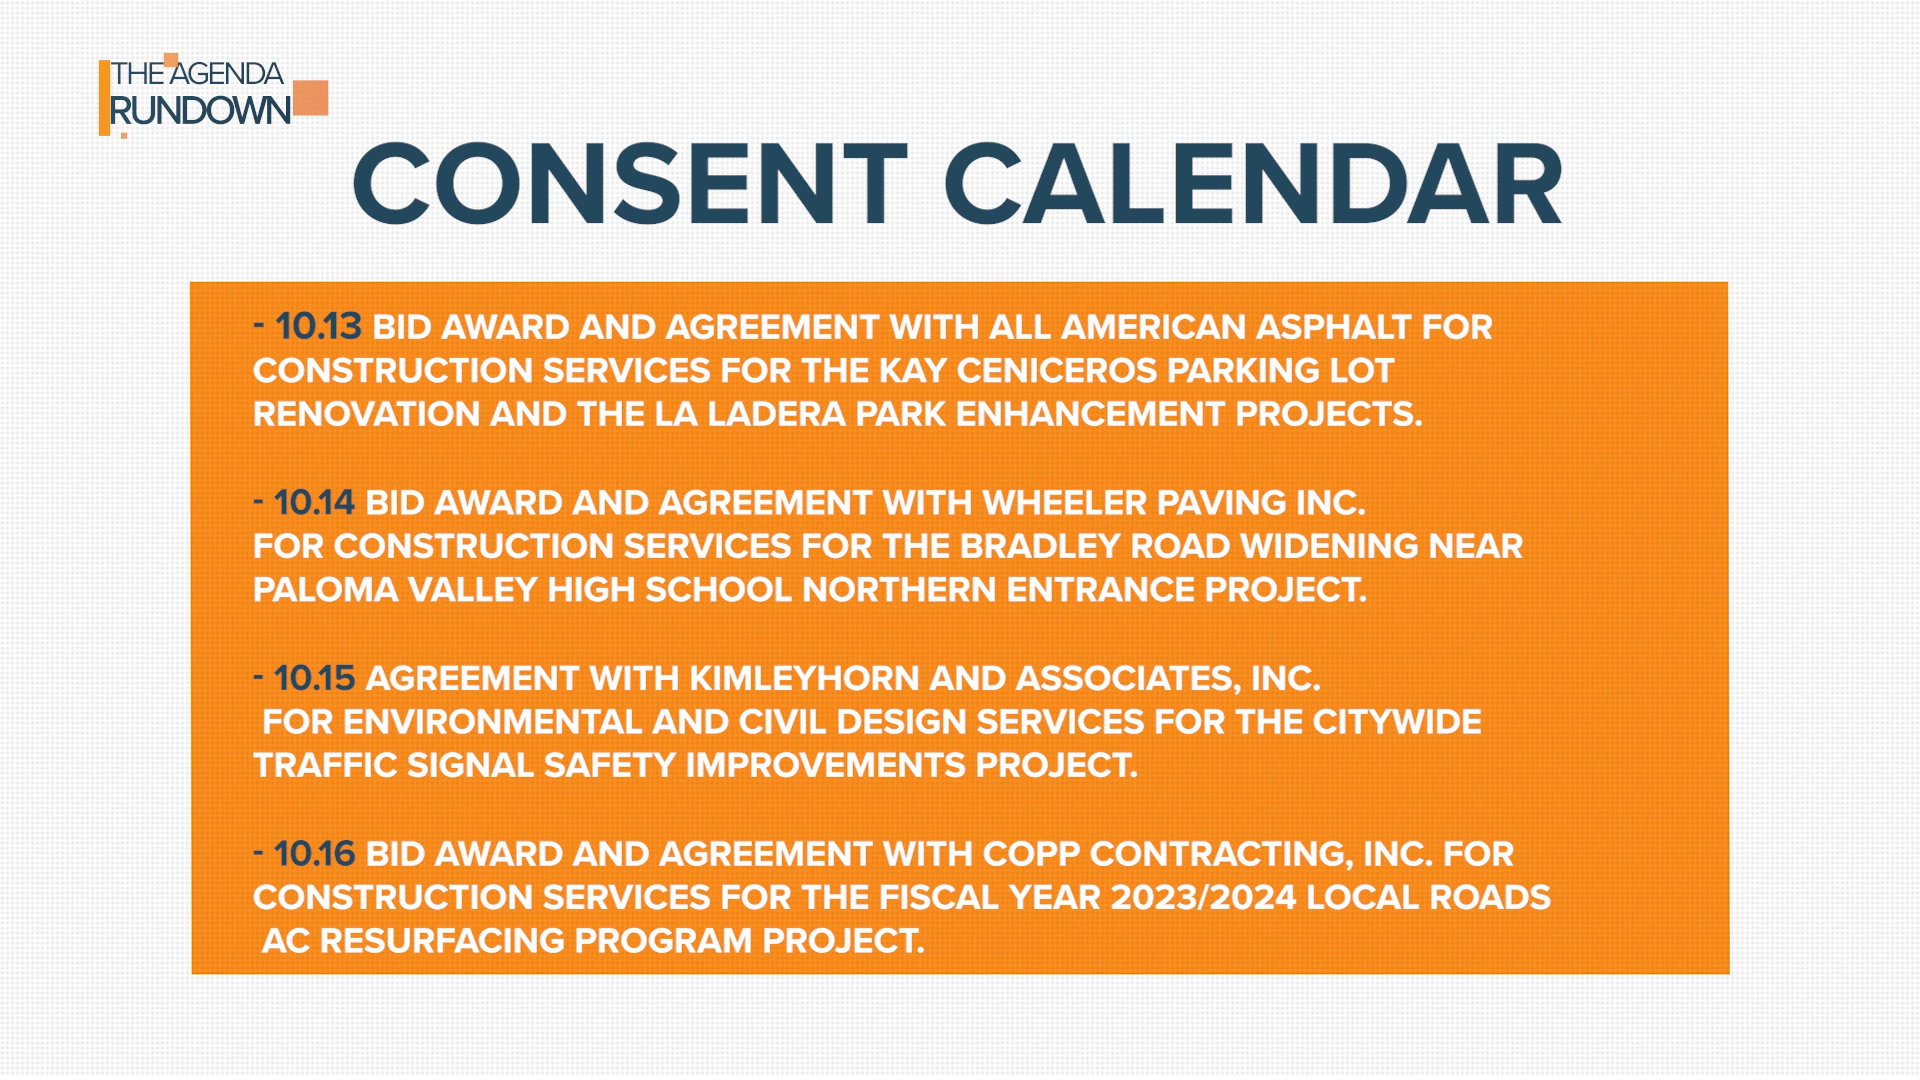 THE AGENDA
RUNDOWN
CONSENT CALENDAR
- 10.13 BID AWARD AND AGREEMENT WITH ALL AMERICAN ASPHALT FOR
CONSTRUCTION SERVICES FOR THE KAY CENICEROS PARKING LOT
RENOVATION AND THE LA LADERA PARK ENHANCEMENT PROJECTS.
- 10.14 BID AWARD AND AGREEMENT WITH WHEELER PAVING INC.
FOR CONSTRUCTION SERVICES FOR THE BRADLEY ROAD WIDENING NEAR
PALOMA VALLEY HIGH SCHOOL NORTHERN ENTRANCE PROJECT.
- 10.15 AGREEMENT WITH KIMLEYHORN AND ASSOCIATES, INC.
FOR ENVIRONMENTAL AND CIVIL DESIGN SERVICES FOR THE CITYWIDE
TRAFFIC SIGNAL SAFETY IMPROVEMENTS PROJECT.
- 10.16 BID AWARD AND AGREEMENT WITH COPP CONTRACTING, INC. FOR
CONSTRUCTION SERVICES FOR THE FISCAL YEAR 2023/2024 LOCAL ROADS
AC RESURFACING PROGRAM PROJECT.